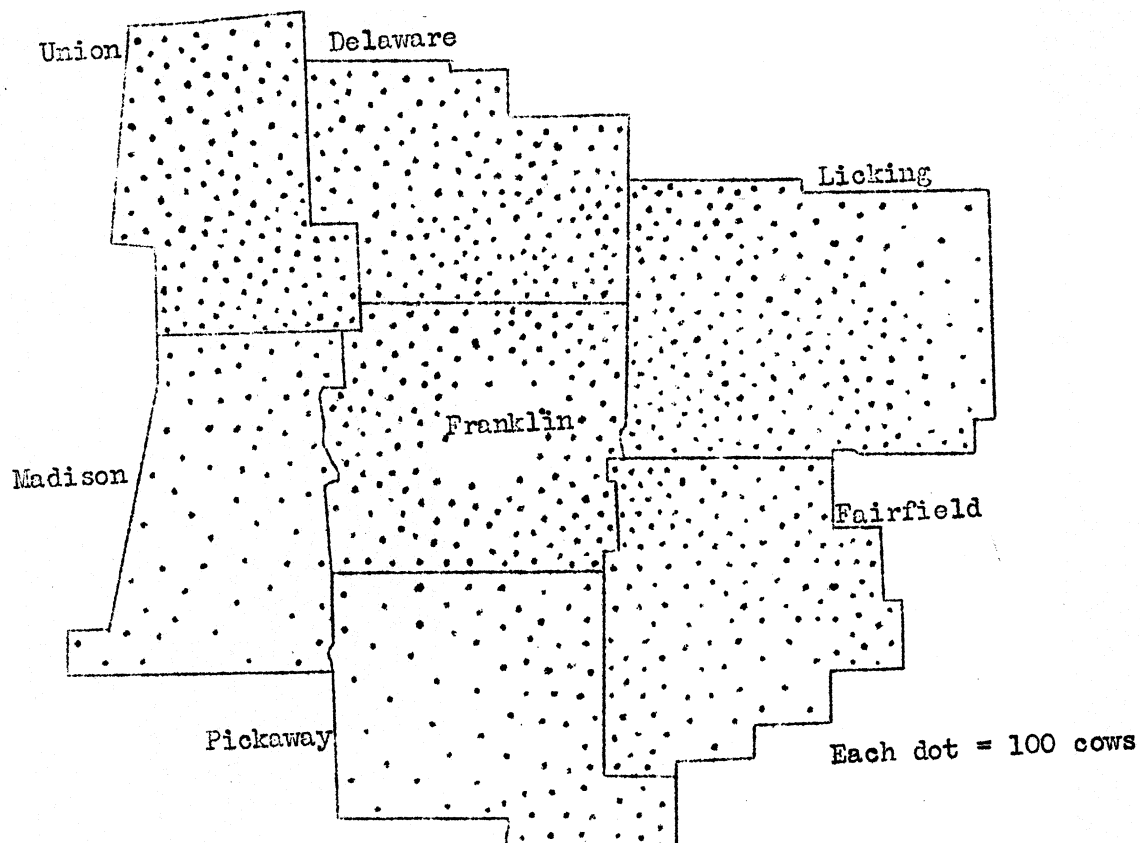 Union
Delaware
Licking
Franklin
Madison
Fairfield
Pickaway
Each dot = 100 cows